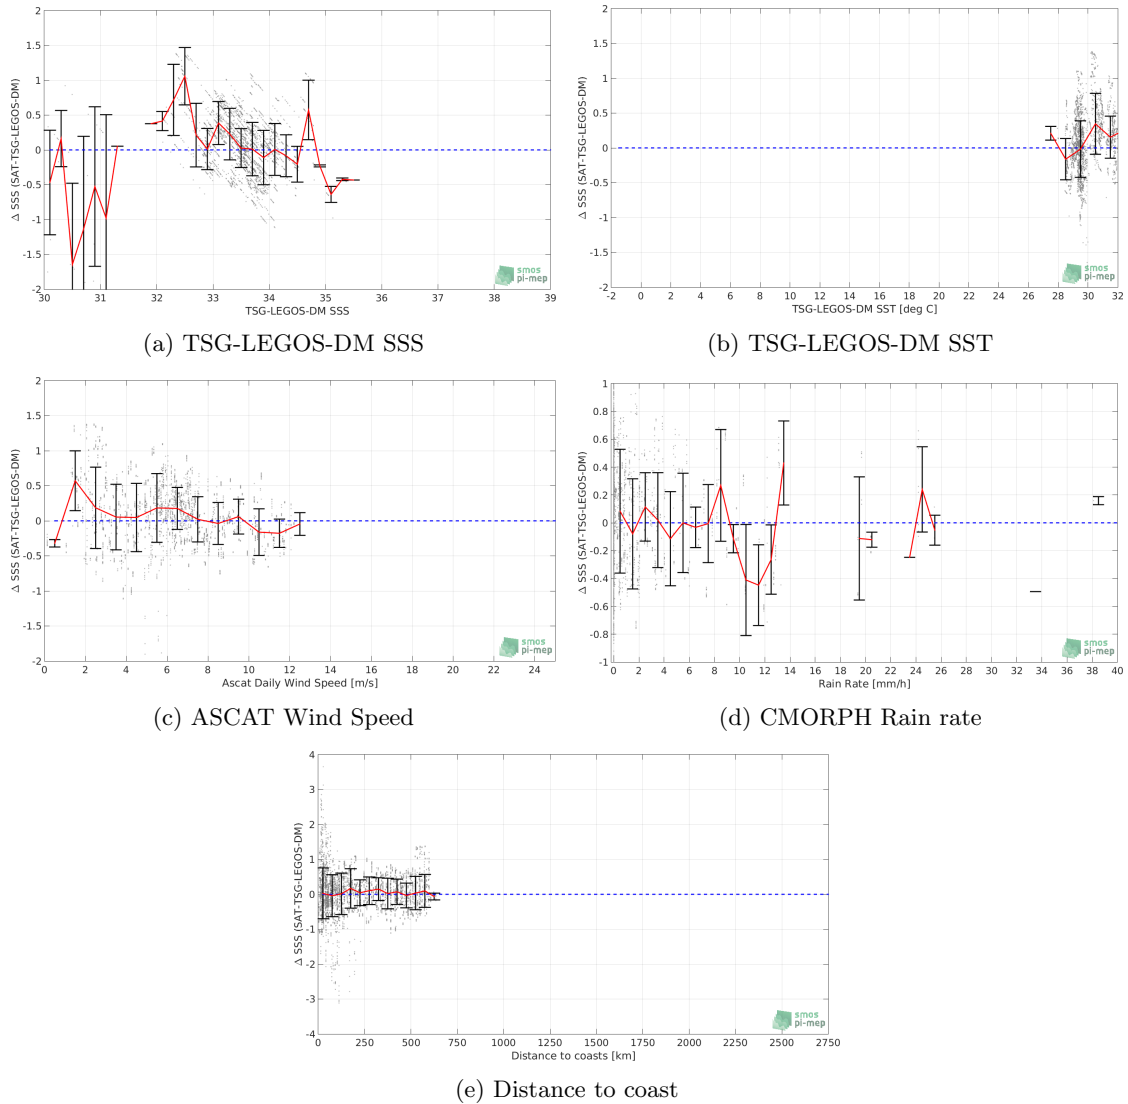 2
1.5
1
0.5
0
-0.5
-1
-1.5
-2
Δ SSS (SAT-TSG-LEGOS-DM)
30 31 32 33 34 35 36 37 38 39
TSG-LEGOS-DM SSS
smos
pi-mep
(a) TSG-LEGOS-DM SSS
2
1.5
1
0.5
0
-0.5
-1
-1.5
-2
Δ SSS (SAT-TSG-LEGOS-DM)
-2 0 2 4 6 8 10 12 14 16 18 20 22 24 26 28 30 32
TSG-LEGOS-DM SST [deg C]
smos
pi-mep
(b) TSG-LEGOS-DM SST
2
1.5
1
0.5
0
-0.5
-1
-1.5
-2
Δ SSS (SAT-TSG-LEGOS-DM)
0 2 4 6 8 10 12 14 16 18 20 22 24
Ascat Daily Wind Speed [m/s]
smos
pi-mep
(c) ASCAT Wind Speed
1
0.8
0.6
0.4
0.2
0
-0.2
-0.4
-0.6
-0.8
-1
Δ SSS (SAT-TSG-LEGOS-DM)
0 2 4 6 8 10 12 14 16 18 20 22 24 26 28 30 32 34 36 38 40
Rain Rate [mm/h]
smos
pi-mep
(d) CMORPH Rain rate
4
3
2
1
0
-1
-2
-3
-4
Δ SSS (SAT-TSG-LEGOS-DM)
0 250 500 750 1000 1250 1500 1750 2000 2250 2500 2750
Distance to coasts [km]
smos
pi-mep
(e) Distance to coast